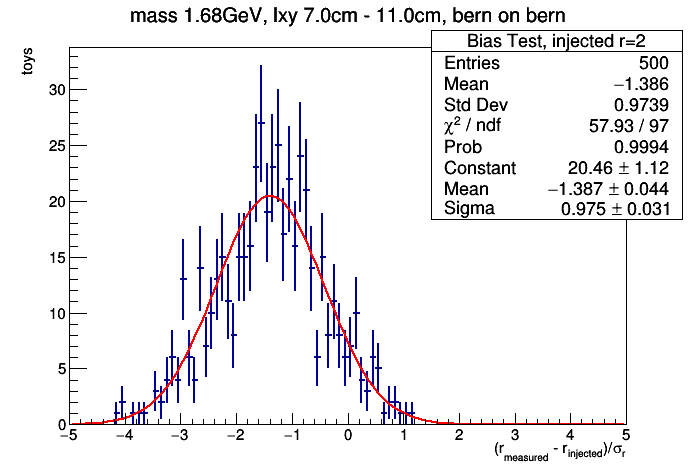 mass 1.68GeV, lxy 7.0cm - 11.0cm, bern on bern
toys
Bias Test, injected r=2
Entries 500
Mean −1.386
Std Dev 0.9739
χ² / ndf 57.93 / 97
Prob 0.9994
Constant 20.46 ± 1.12
Mean −1.387 ± 0.044
Sigma 0.975 ± 0.031
30
25
20
15
10
5
0
−5 −4 −3 −2 −1 0 1 2 3 4 5
(r_measured - r_injected)/σ_r